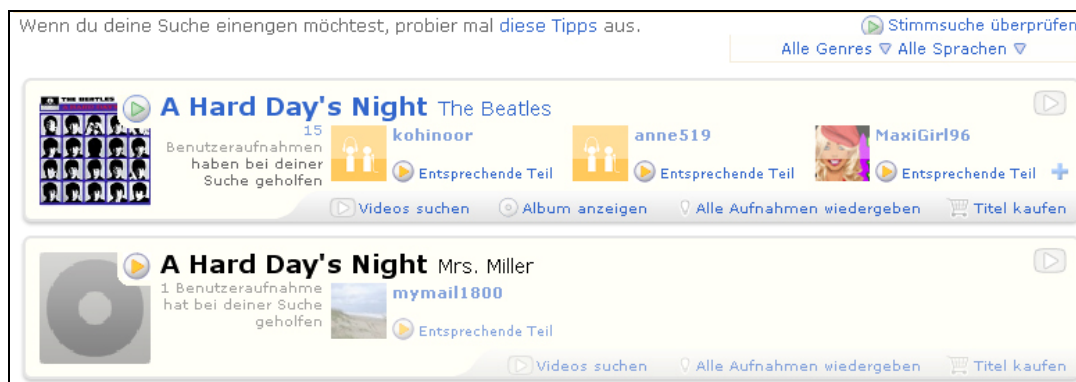 Wenn du deine Suche einengen möchtest, probier mal diese Tipps aus.
Stimmsuche überprüfen
Alle Genres Alle Sprachen
THE BEATLES
A Hard Day's Night The Beatles
15
Benutzeraufnahmen
haben bei deiner
Suche geholfen
kohinoor
Entsprechende Teil
anne519
Entsprechende Teil
MaxiGirl96
Entsprechende Teil
Videos suchen Album anzeigen Alle Aufnahmen wiedergeben Titel kaufen
A Hard Day's Night Mrs. Miller
1 Benutzeraufnahme
hat bei deiner Suche
geholfen
mymail1800
Entsprechende Teil
Videos suchen Alle Aufnahmen wiedergeben Titel kaufen